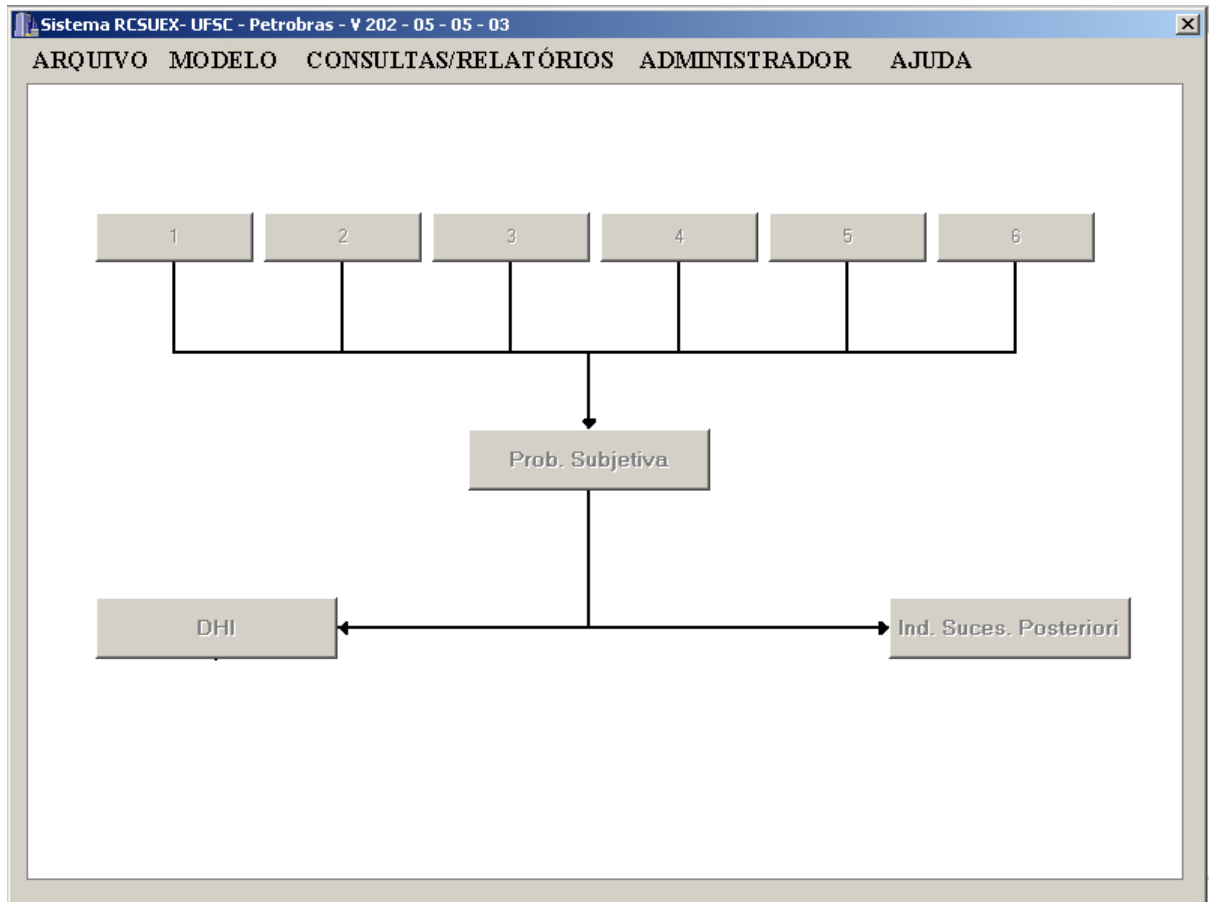 Sistema RCSUEX- UFSC - Petrobras - V 202 - 05 - 05 - 03
ARQUIVO MODELO CONSULTAS/RELATÓRIOS ADMINISTRADOR AJUDA
1 2 3 4 5 6
Prob. Subjetiva
DHI Ind. Suces. Posteriori